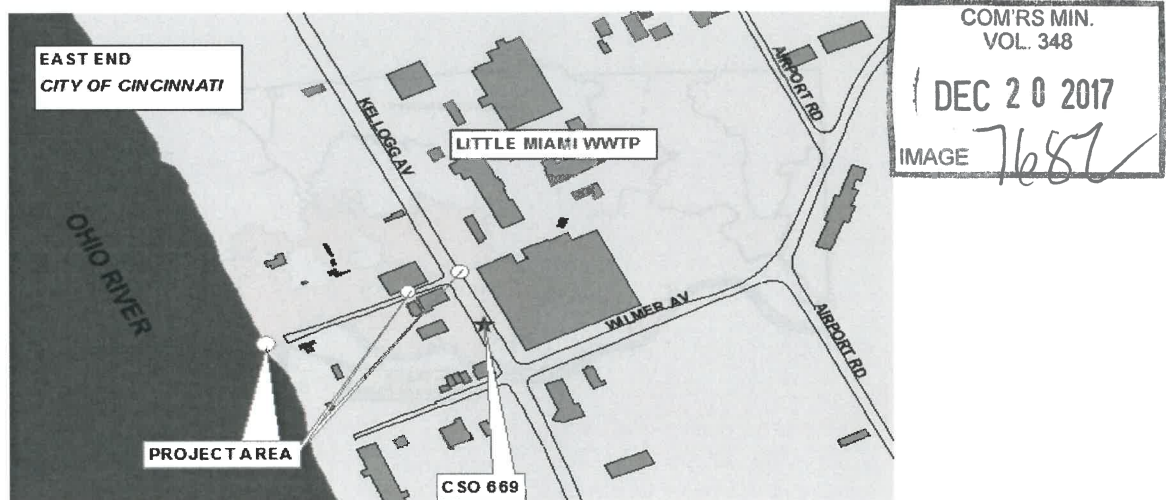 EAST END
CITY OF CINCINNATI
COM'RS MIN.
VOL. 348
DEC 20 2017
IMAGE 7682
AIRPORT RD
KELLOGG AV
LITTLE MIAMI WWTP
OHIO RIVER
WILMER AV
AIRPORT RD
PROJECT AREA
CSO 669